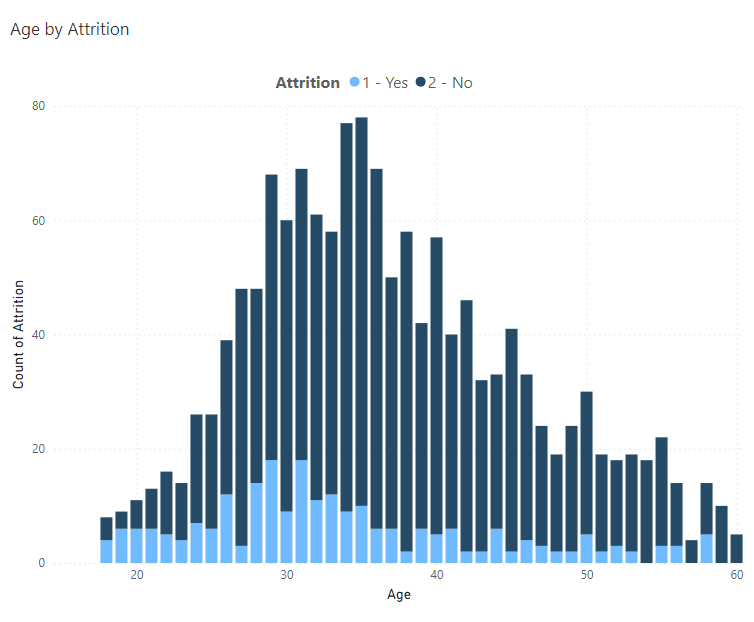 Age by Attrition
Attrition 1 - Yes 2 - No
80
60
40
20
0
Count of Attrition
20 30 40 50 60
Age